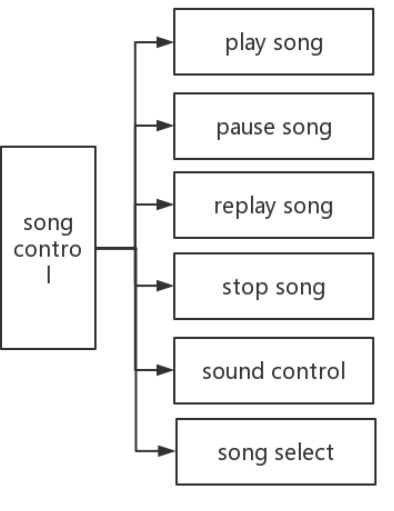 play song
pause song
replay song
song
contro
l
stop song
sound control
song select